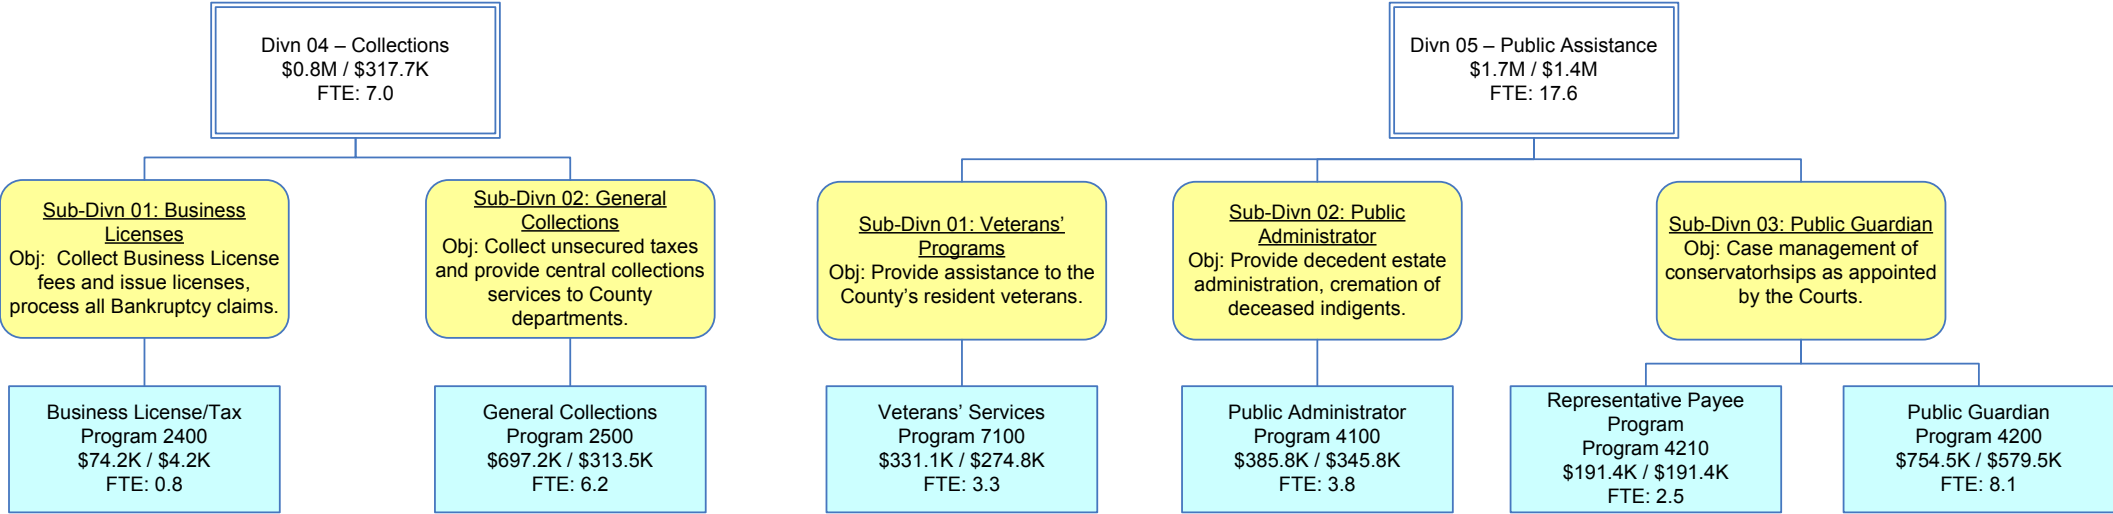 Divn 04 – Collections
$0.8M / $317.7K
FTE: 7.0
Divn 05 – Public Assistance
$1.7M / $1.4M
FTE: 17.6
Sub-Divn 01: Business
Licenses
Obj:  Collect Business License
fees and issue licenses,
process all Bankruptcy claims.
Sub-Divn 02: General
Collections
Obj: Collect unsecured taxes
and provide central collections
services to County
departments.
Sub-Divn 01: Veterans’
Programs
Obj: Provide assistance to the
County’s resident veterans.
Sub-Divn 02: Public
Administrator
Obj: Provide decedent estate
administration, cremation of
deceased indigents.
Sub-Divn 03: Public Guardian
Obj: Case management of
conservatorhsips as appointed
by the Courts.
Business License/Tax
Program 2400
$74.2K / $4.2K
FTE: 0.8
General Collections
Program 2500
$697.2K / $313.5K
FTE: 6.2
Veterans’ Services
Program 7100
$331.1K / $274.8K
FTE: 3.3
Public Administrator
Program 4100
$385.8K / $345.8K
FTE: 3.8
Representative Payee
Program
Program 4210
$191.4K / $191.4K
FTE: 2.5
Public Guardian
Program 4200
$754.5K / $579.5K
FTE: 8.1